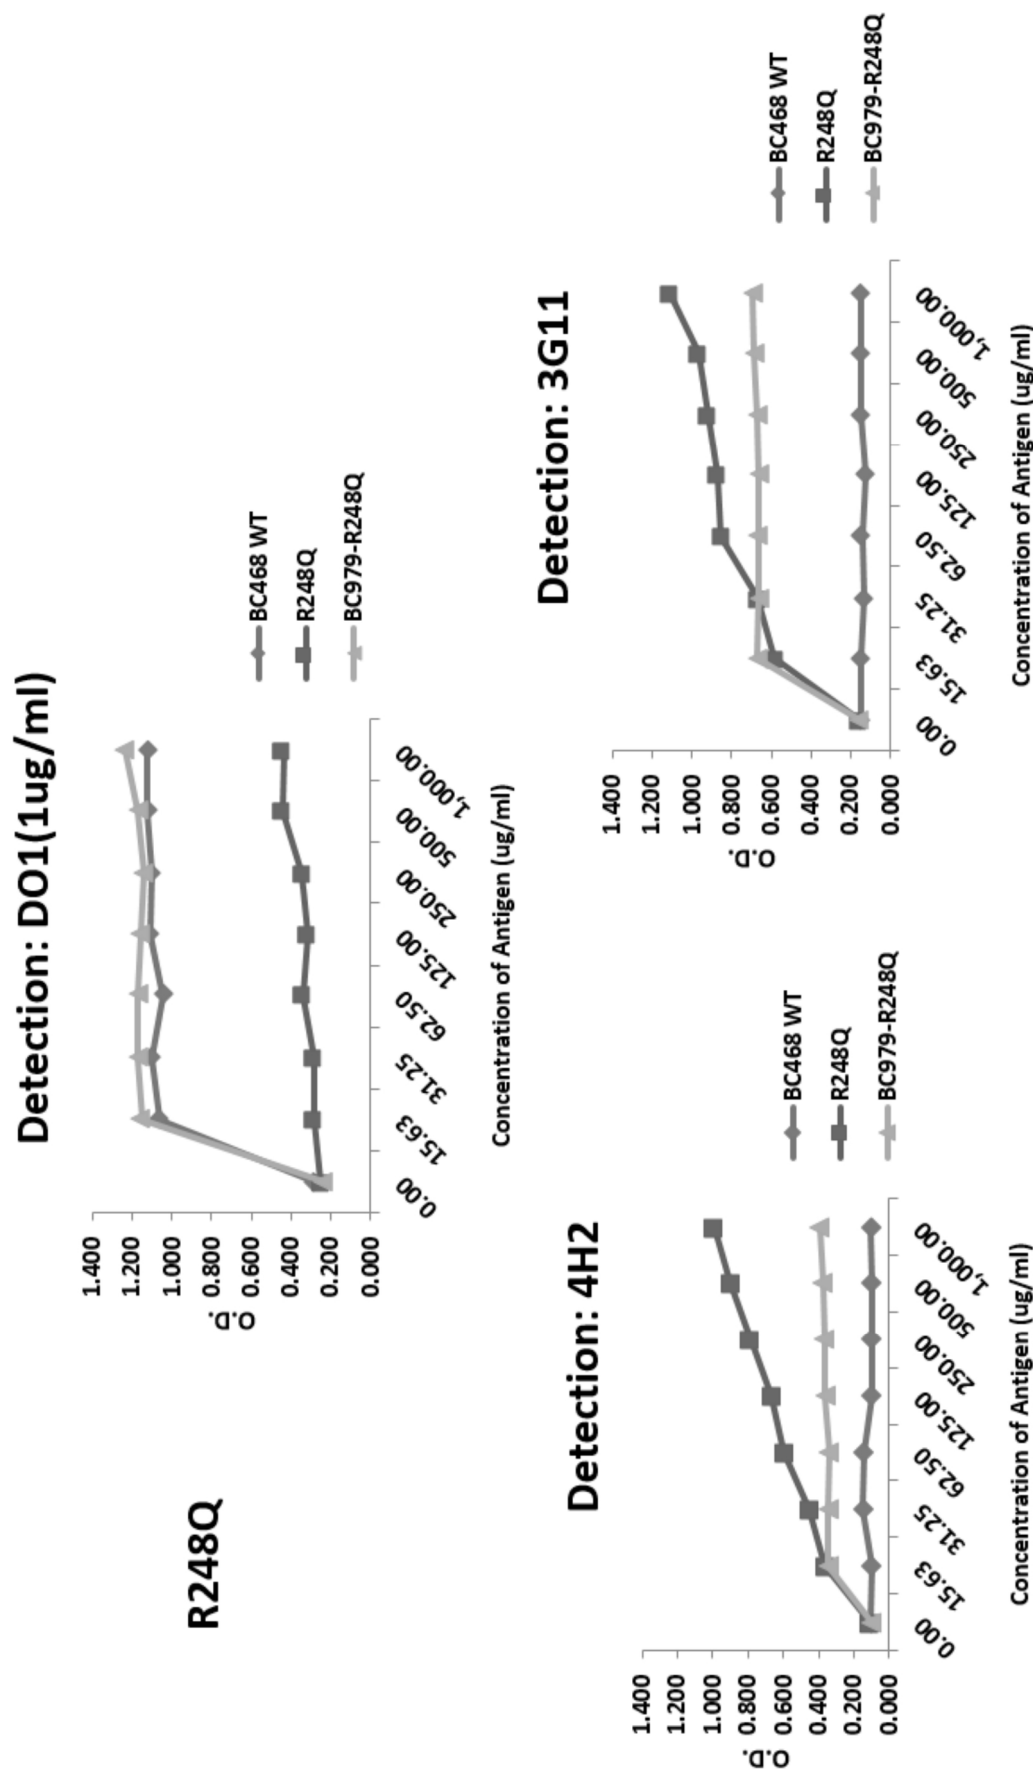 R248Q
Detection: DO1(1ug/ml)
O.D.
1.400
1.200
1.000
0.800
0.600
0.400
0.200
0.000
0.00
15.63
31.25
62.50
125.00
250.00
500.00
1,000.00
Concentration of Antigen (ug/ml)
BC468 WT
R248Q
BC979-R248Q
Detection: 4H2
O.D.
1.400
1.200
1.000
0.800
0.600
0.400
0.200
0.000
0.00
15.63
31.25
62.50
125.00
250.00
500.00
1,000.00
Concentration of Antigen (ug/ml)
BC468 WT
R248Q
BC979-R248Q
Detection: 3G11
O.D.
1.400
1.200
1.000
0.800
0.600
0.400
0.200
0.000
0.00
15.63
31.25
62.50
125.00
250.00
500.00
1,000.00
Concentration of Antigen (ug/ml)
BC468 WT
R248Q
BC979-R248Q